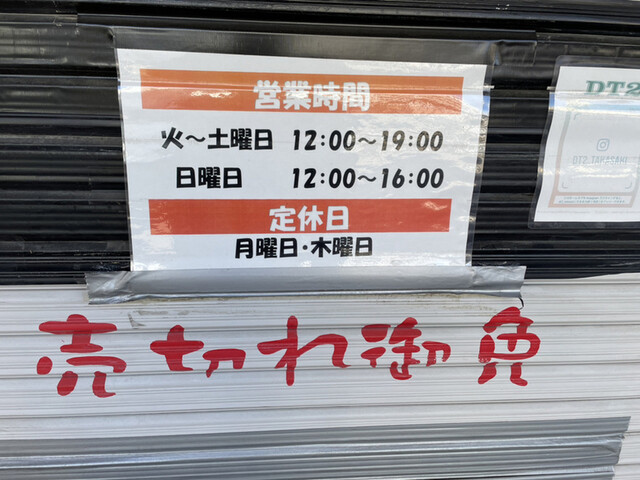 営業時間
火～土曜日 12:00～19:00
日曜日 12:00～16:00
定休日
月曜日・木曜日
売切れ御免
DT2